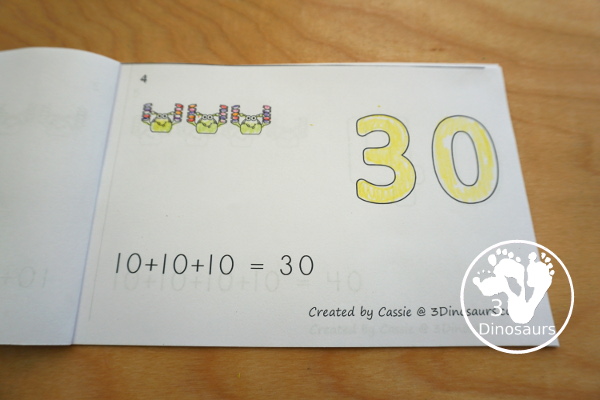 4
30
10+10+10 = 30
Created by Cassie @ 3Dinosaurs
3
Dinosaurs